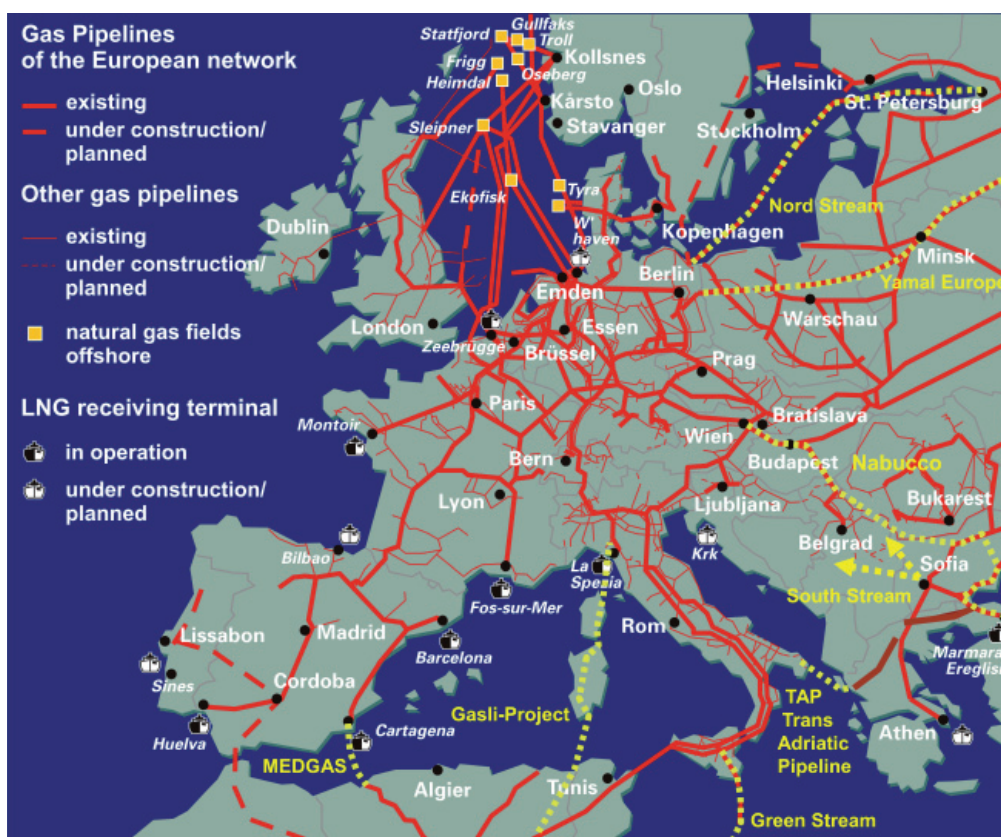 Gas Pipelines
of the European network
existing
under construction/
planned
Other gas pipelines
existing
under construction/
planned
natural gas fields
offshore
LNG receiving terminal
in operation
under construction/
planned
Statfjord
Gullfaks
Troll
Frigg
Oseberg
Heimdal
Kollsnes
Oslo
Helsinki
St. Petersburg
Kårsto
Stavanger
Stockholm
Sleipner
Ekofisk
Tyra
W'
haven
Kopenhagen
Nord Stream
Minsk
Yamal Europe
Dublin
London
Emden
Berlin
Warschau
Zeebrügge
Essen
Brüssel
Prag
Montoir
Paris
Bratislava
Wien
Budapest
Nabucco
Bern
Lyon
Ljubljana
Bukarest
Bilbao
Krk
Belgrad
Sofia
La
Spezia
South Stream
Fos-sur-Mer
Lissabon
Madrid
Barcelona
Rom
Marmara
Ereglisi
Sines
Cordoba
Cartagena
Gasli-Project
TAP
Trans
Adriatic
Pipeline
Athen
Huelva
MEDGAS
Algier
Tunis
Green Stream